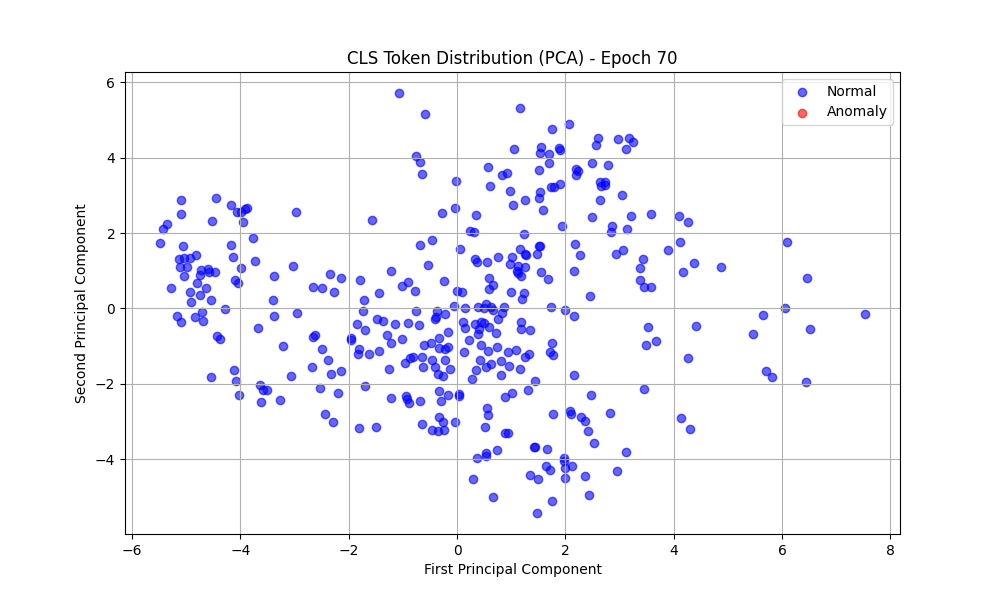 CLS Token Distribution (PCA) - Epoch 70
Normal
Anomaly
Second Principal Component
6
4
2
0
−2
−4
−6
−4
−2
0
2
4
6
8
First Principal Component